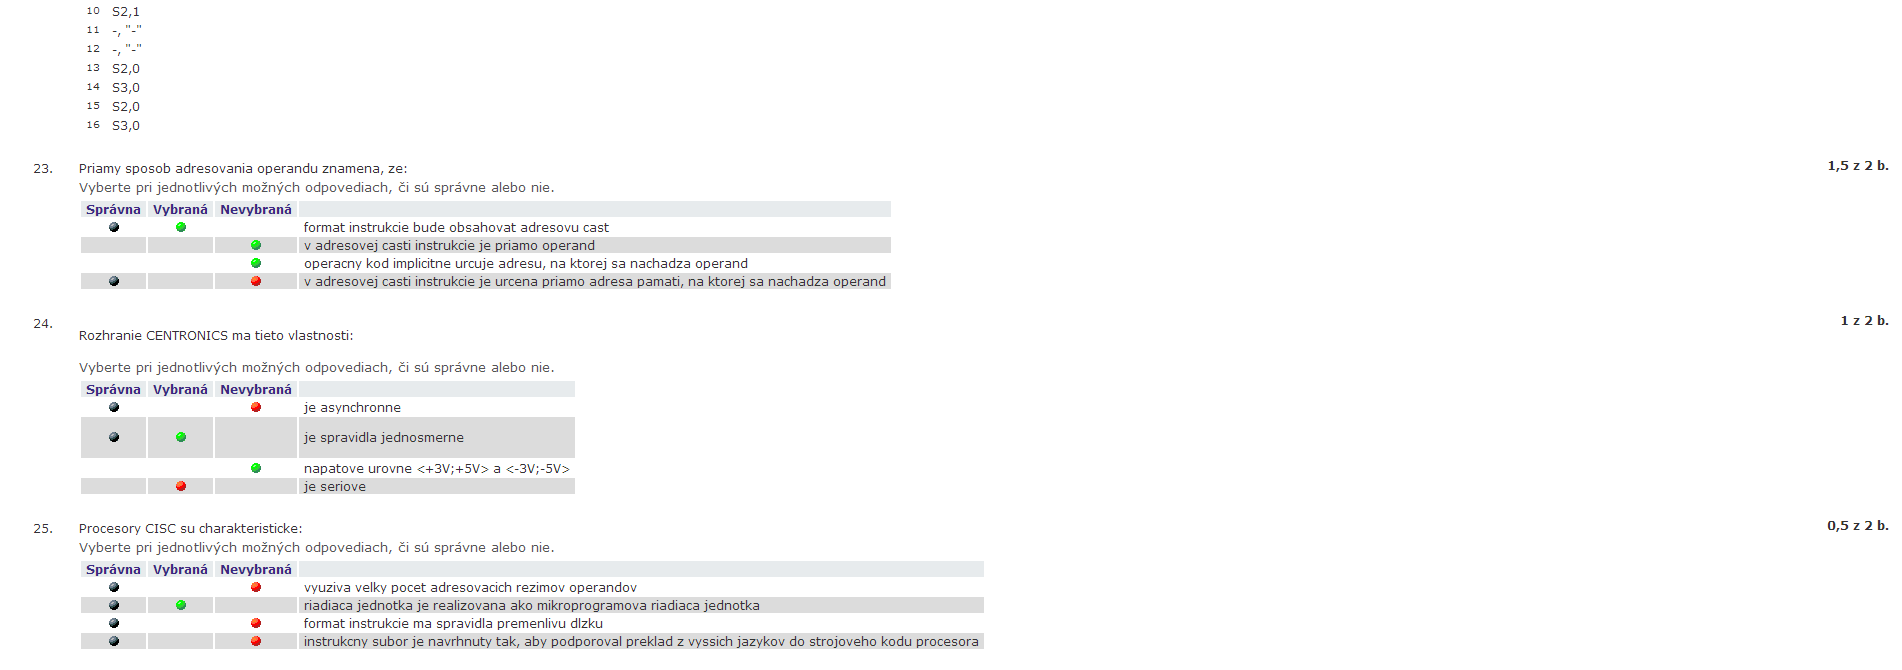 10 S2,1
11 -, "-"
12 -, "-"
13 S2,0
14 S3,0
15 S2,0
16 S3,0
23. Priamy sposob adresovania operandu znamena, ze: 1,5 z 2 b.
Vyberte pri jednotlivých možných odpovediach, či sú správne alebo nie.
Správna Vybraná Nevybraná
format instrukcie bude obsahovat adresovu cast
v adresovej casti instrukcie je priamo operand
operacny kod implicitne urcuje adresu, na ktorej sa nachadza operand
v adresovej casti instrukcie je urcena priamo adresa pamati, na ktorej sa nachadza operand
24. 1 z 2 b.
Rozhranie CENTRONICS ma tieto vlastnosti:
Vyberte pri jednotlivých možných odpovediach, či sú správne alebo nie.
Správna Vybraná Nevybraná
je asynchronne
je spravidla jednosmerne
napatove urovne <+3V;+5V> a <-3V;-5V>
je seriove
25. Procesory CISC su charakteristicke: 0,5 z 2 b.
Vyberte pri jednotlivých možných odpovediach, či sú správne alebo nie.
Správna Vybraná Nevybraná
vyuziva velky pocet adresovacich rezimov operandov
riadiaca jednotka je realizovana ako mikroprogramova riadiaca jednotka
format instrukcie ma spravidla premenlivu dlzku
instrukcny subor je navrhnuty tak, aby podporoval preklad z vyssich jazykov do strojoveho kodu procesora